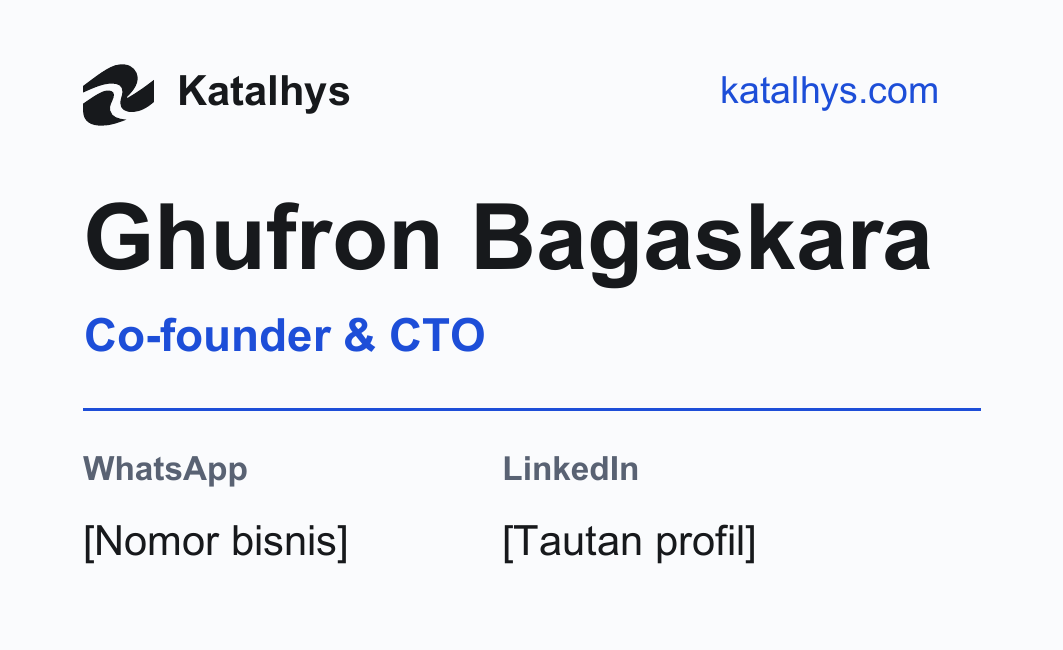 Katalhys
katalhys.com
Ghufron Bagaskara
Co-founder & CTO
WhatsApp
LinkedIn
[Nomor bisnis]
[Tautan profil]